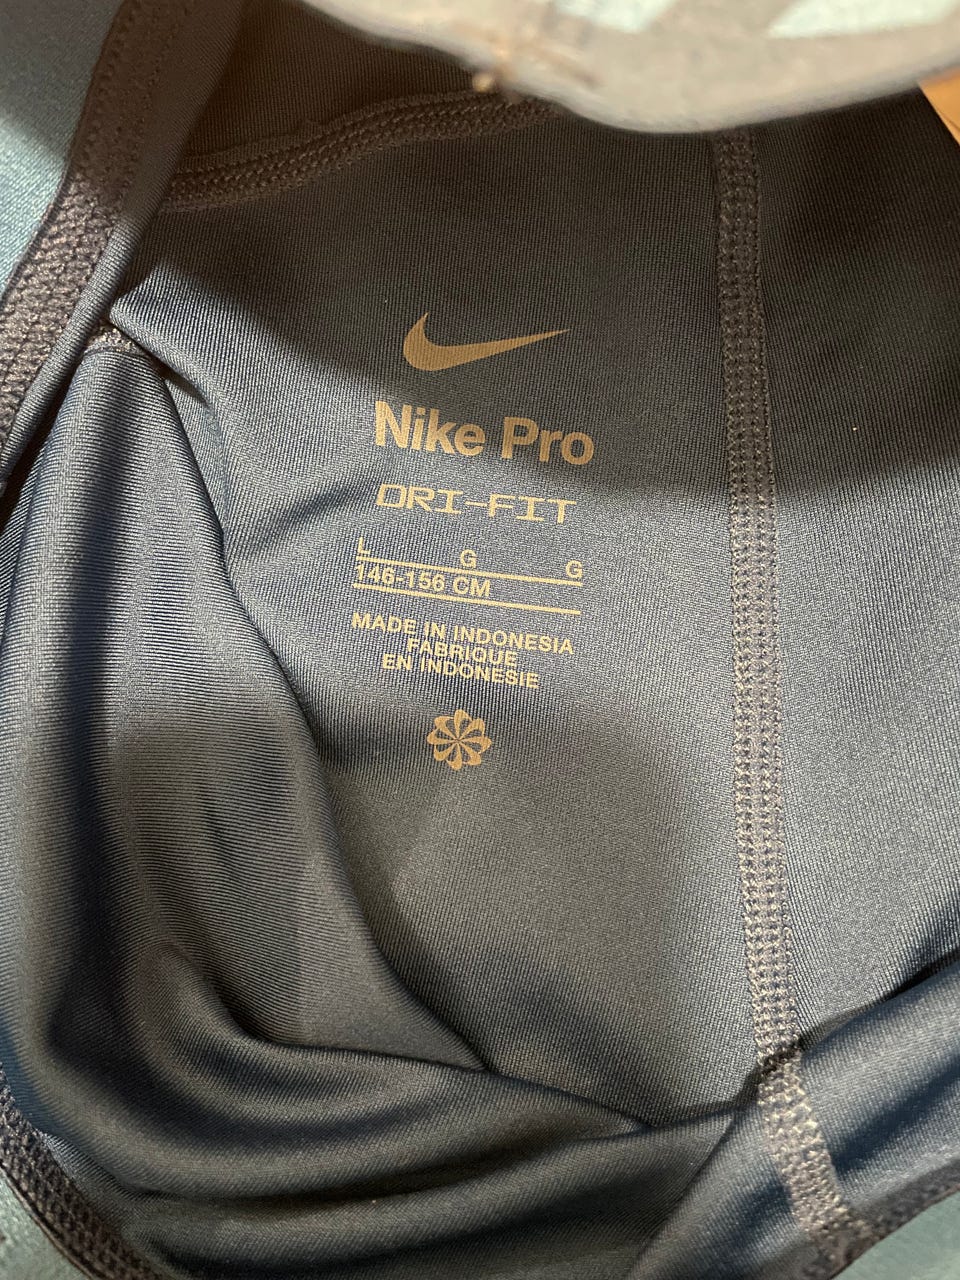 Nike Pro
DRI-FIT
L G G
146-156 CM
MADE IN INDONESIA
FABRIQUE
EN INDONESIE